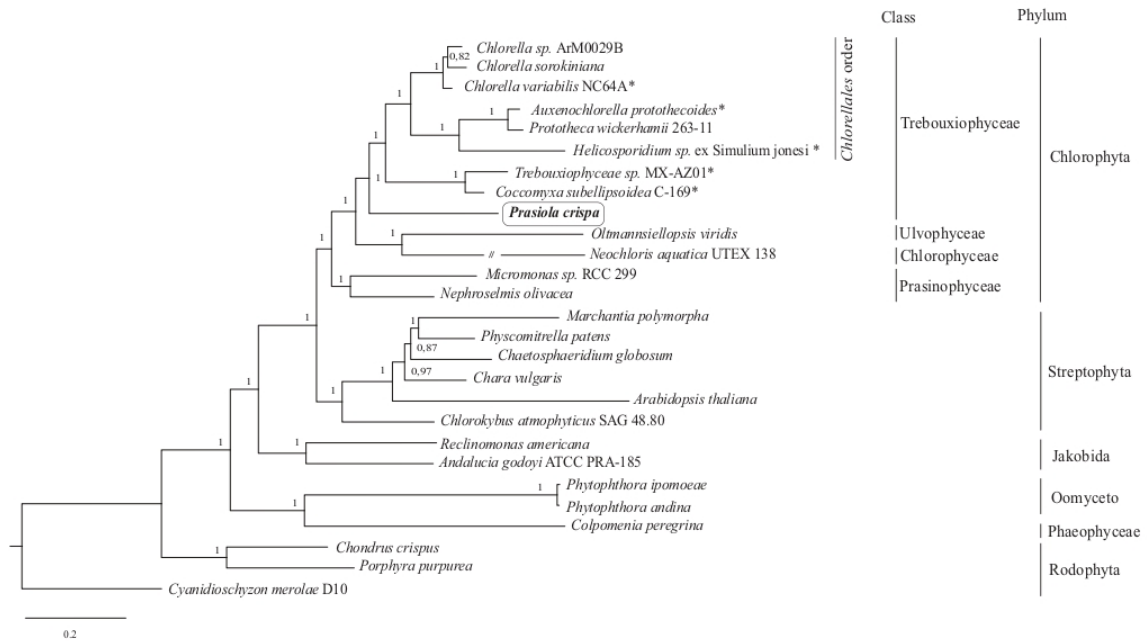 Class
Phylum
Chlorella sp. ArM0029B
0,82
1
Chlorella sorokiniana
Chlorella variabilis NC64A*
1
1
Auxenochlorella protothecoides*
Prototheca wickerhamii 263-11
1
Helicosporidium sp. ex Simulium jonesi *
Chlorellales order
Trebouxiophyceae
1
1
Trebouxiophyceae sp. MX-AZ01*
Coccomyxa subellipsoidea C-169*
Chlorophyta
1
Prasiola crispa
1
Oltmannsiellopsis viridis
Ulvophyceae
1
//
Neochloris aquatica UTEX 138
Chlorophyceae
1
Micromonas sp. RCC 299
Nephroselmis olivacea
Prasinophyceae
1
Marchantia polymorpha
1
Physcomitrella patens
0,87
Chaetosphaeridium globosum
0,97
Chara vulgaris
1
Arabidopsis thaliana
Streptophyta
1
1
Chlorokybus atmophyticus SAG 48.80
1
Reclinomonas americana
Andalucia godoyi ATCC PRA-185
Jakobida
1
1
Phytophthora ipomoeae
Phytophthora andina
Oomyceto
1
Colpomenia peregrina
Phaeophyceae
1
Chondrus crispus
Porphyra purpurea
Rodophyta
Cyanidioschyzon merolae D10
0.2